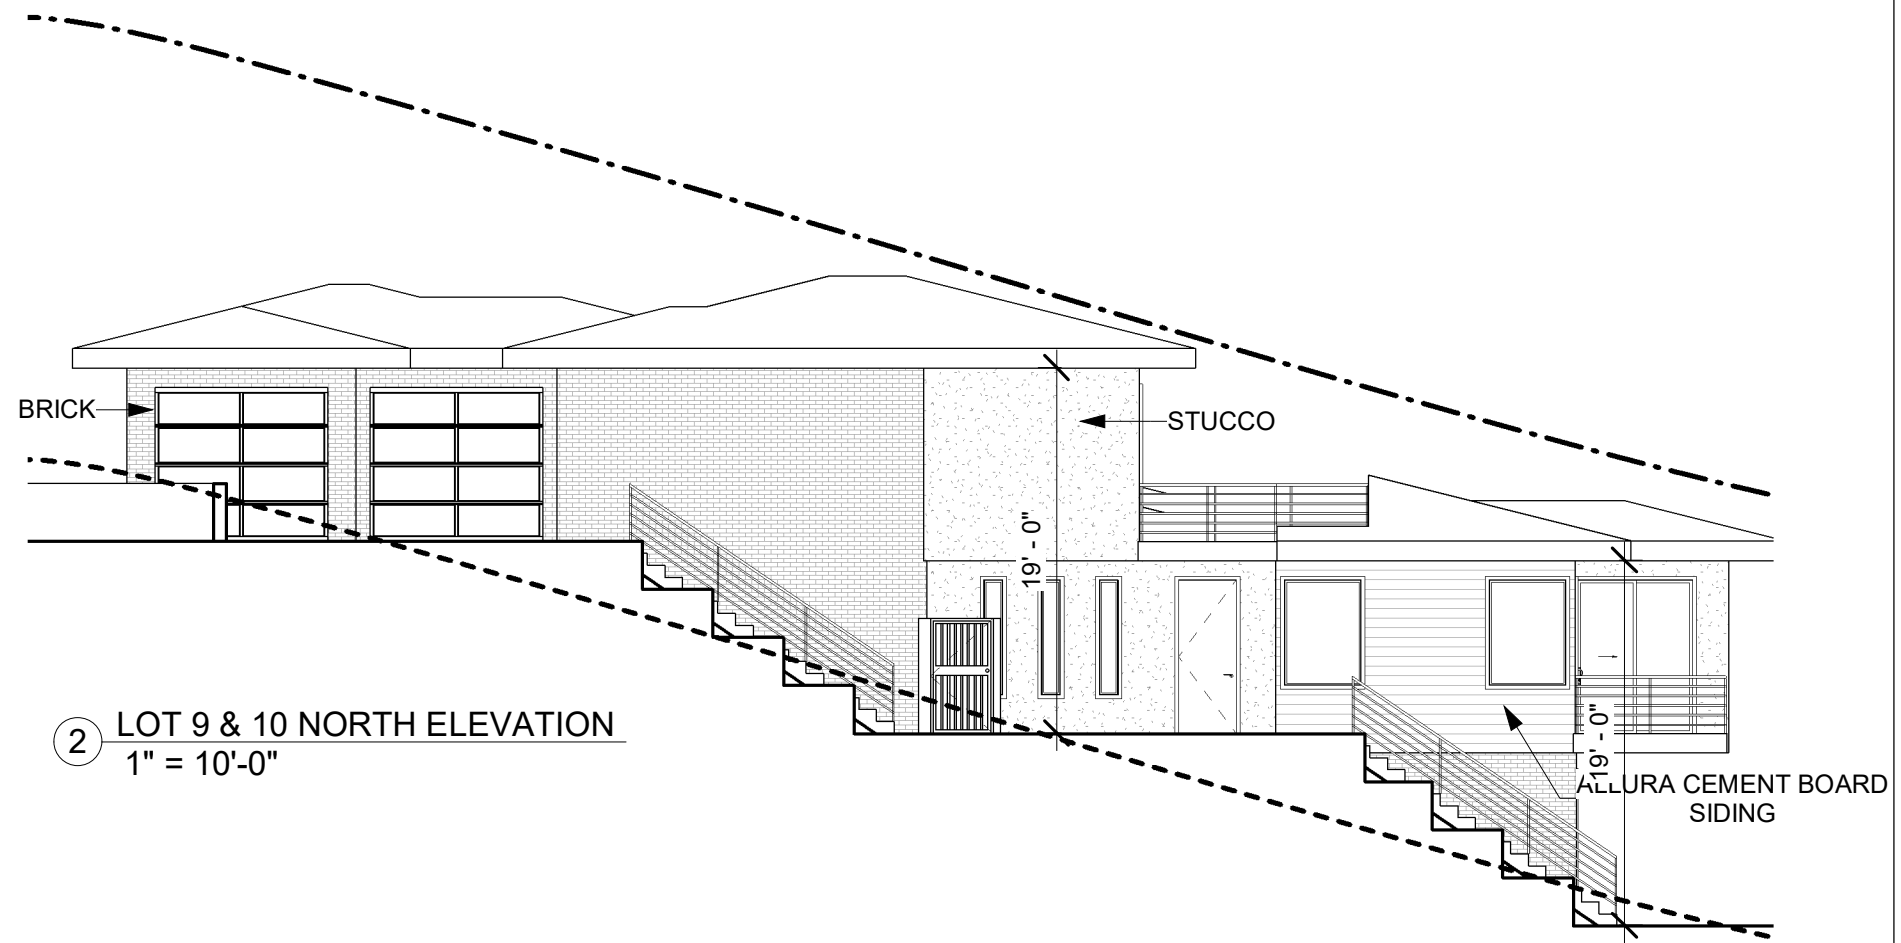 BRICK
STUCCO
19' - 0"
2
LOT 9 & 10 NORTH ELEVATION
1" = 10'-0"
19' - 0"
ALLURA CEMENT BOARD
SIDING